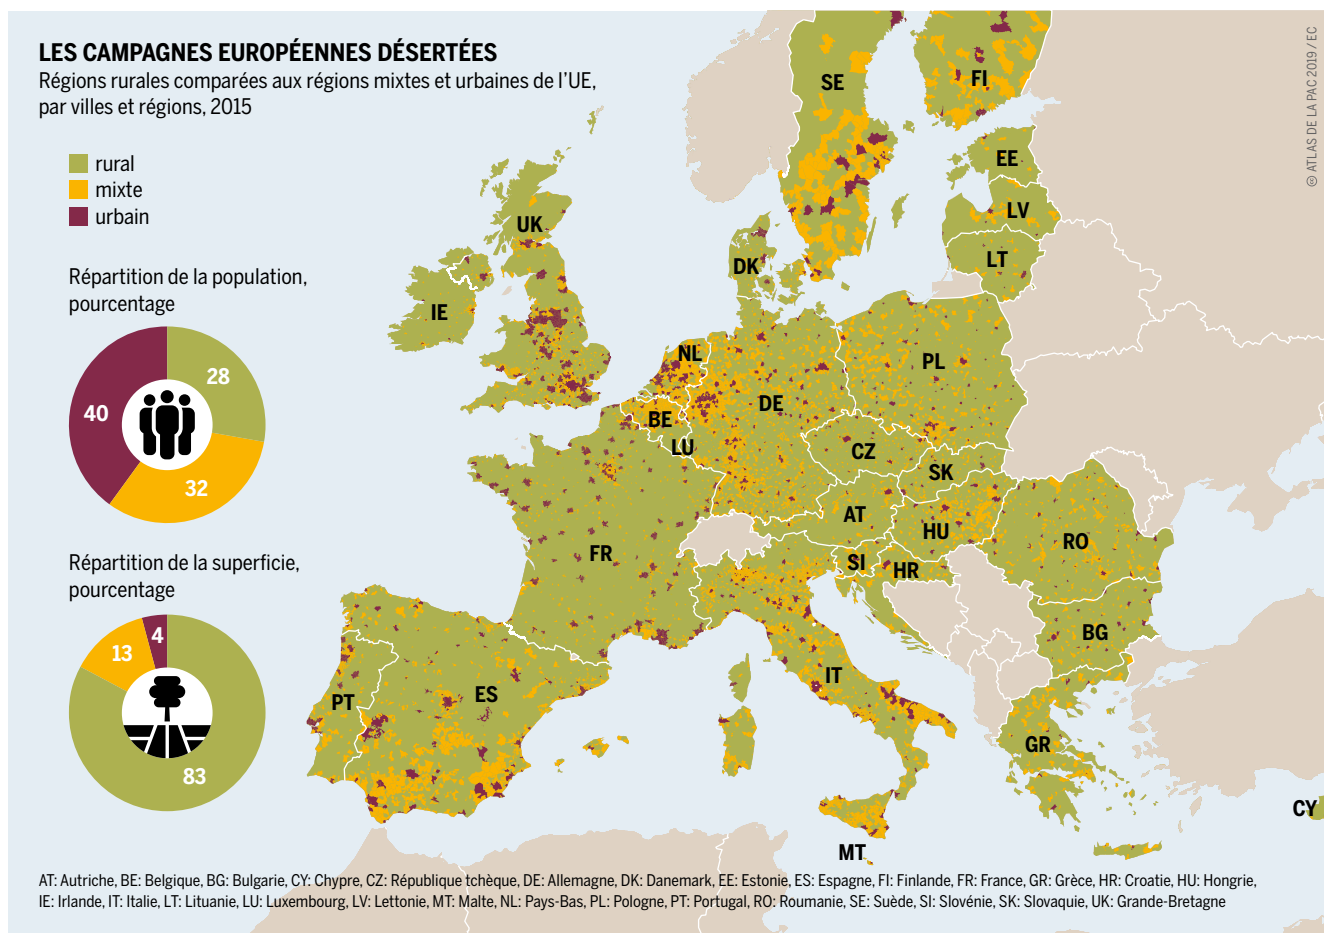 LES CAMPAGNES EUROPÉENNES DÉSERTÉES
Régions rurales comparées aux régions mixtes et urbaines de l'UE,
par villes et régions, 2015
rural
mixte
urbain
Répartition de la population,
pourcentage
28
40
32
Répartition de la superficie,
pourcentage
4
13
83
SE
FI
EE
LV
LT
UK
DK
IE
NL
PL
DE
BE
LU
CZ
SK
AT
HU
FR
SI
HR
RO
BG
IT
ES
PT
GR
CY
MT
© ATLAS DE LA PAC 2019 / EC
AT: Autriche, BE: Belgique, BG: Bulgarie, CY: Chypre, CZ: République tchèque, DE: Allemagne, DK: Danemark, EE: Estonie, ES: Espagne, FI: Finlande, FR: France, GR: Grèce, HR: Croatie, HU: Hongrie,
IE: Irlande, IT: Italie, LT: Lituanie, LU: Luxembourg, LV: Lettonie, MT: Malte, NL: Pays-Bas, PL: Pologne, PT: Portugal, RO: Roumanie, SE: Suède, SI: Slovénie, SK: Slovaquie, UK: Grande-Bretagne